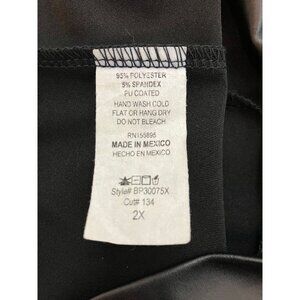 95% POLYESTER
5% SPANDEX
PU COATED
HAND WASH COLD
FLAT OR HANG DRY
DO NOT BLEACH
RN155895
MADE IN MEXICO
HECHO EN MEXICO
Style# BP30075X
Cut# 134
2X